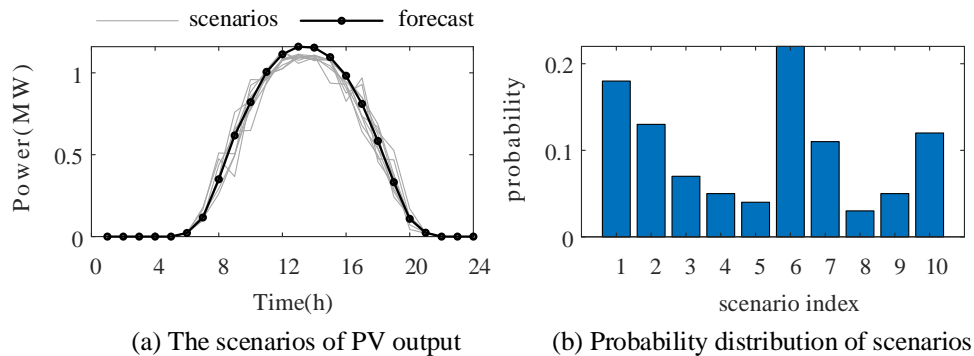 scenarios forecast
Power(MW)
1
0.5
0
0 4 8 12 16 20 24
Time(h)
(a) The scenarios of PV output
probability
0.2
0.1
0
1 2 3 4 5 6 7 8 9 10
scenario index
(b) Probability distribution of scenarios